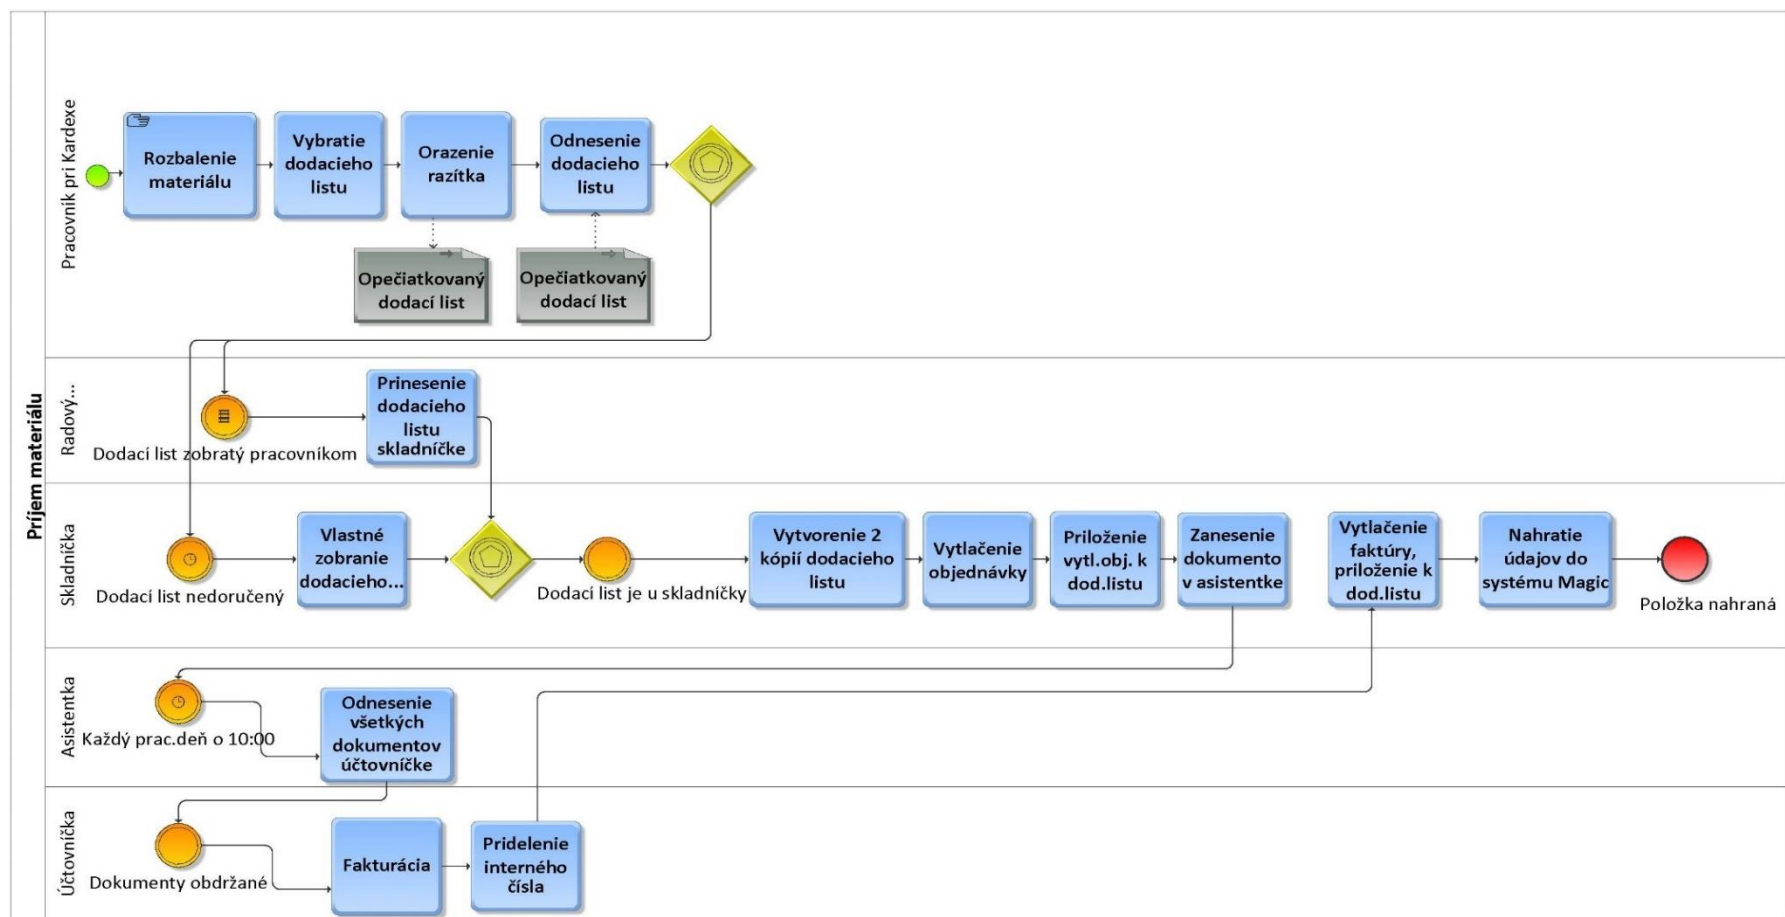 Príjem materiálu
Pracovník pri Kardexe
Rozbalenie
materiálu
Vybratie
dodacieho
listu
Orazenie
razítka
Odnesenie
dodacieho
listu
Opečiatkovaný
dodací list
Opečiatkovaný
dodací list
Radový...
Dodací list zobratý pracovníkom
Prinesenie
dodacieho
listu
skladníčke
Skladníčka
Dodací list nedoručený
Vlastné
zobranie
dodacieho...
Dodací list je u skladníčky
Vytvorenie 2
kópií dodacieho
listu
Vytlačenie
objednávky
Priloženie
vytl.obj. k
dod.listu
Zanesenie
dokumento
v asistentke
Vytlačenie
faktúry,
priloženie k
dod.listu
Nahratie
údajov do
systému Magic
Položka nahraná
Asistentka
Každý prac.deň o 10:00
Odnesenie
všetkých
dokumentov
účtovníčke
Účtovníčka
Dokumenty obdržané
Fakturácia
Pridelenie
interného
čísla